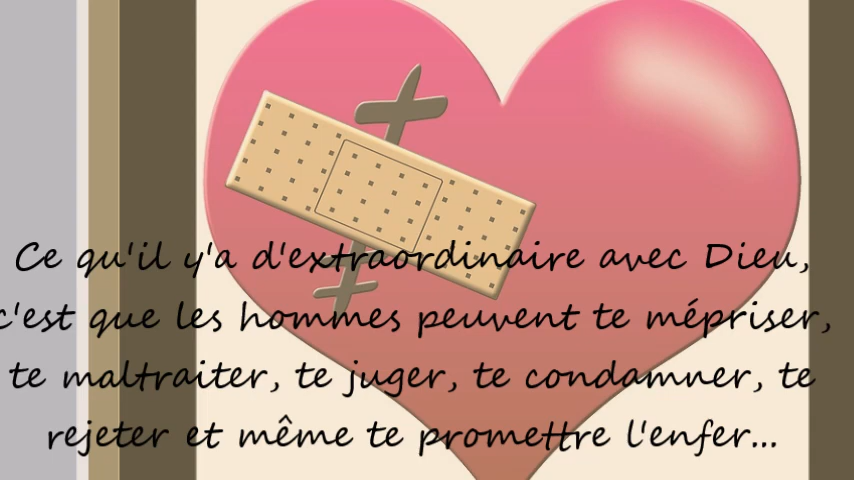 Ce qu'il y'a d'extraordinaire avec Dieu,
c'est que les hommes peuvent te mépriser,
te maltraiter, te juger, te condamner, te
rejeter et même te promettre l'enfer...